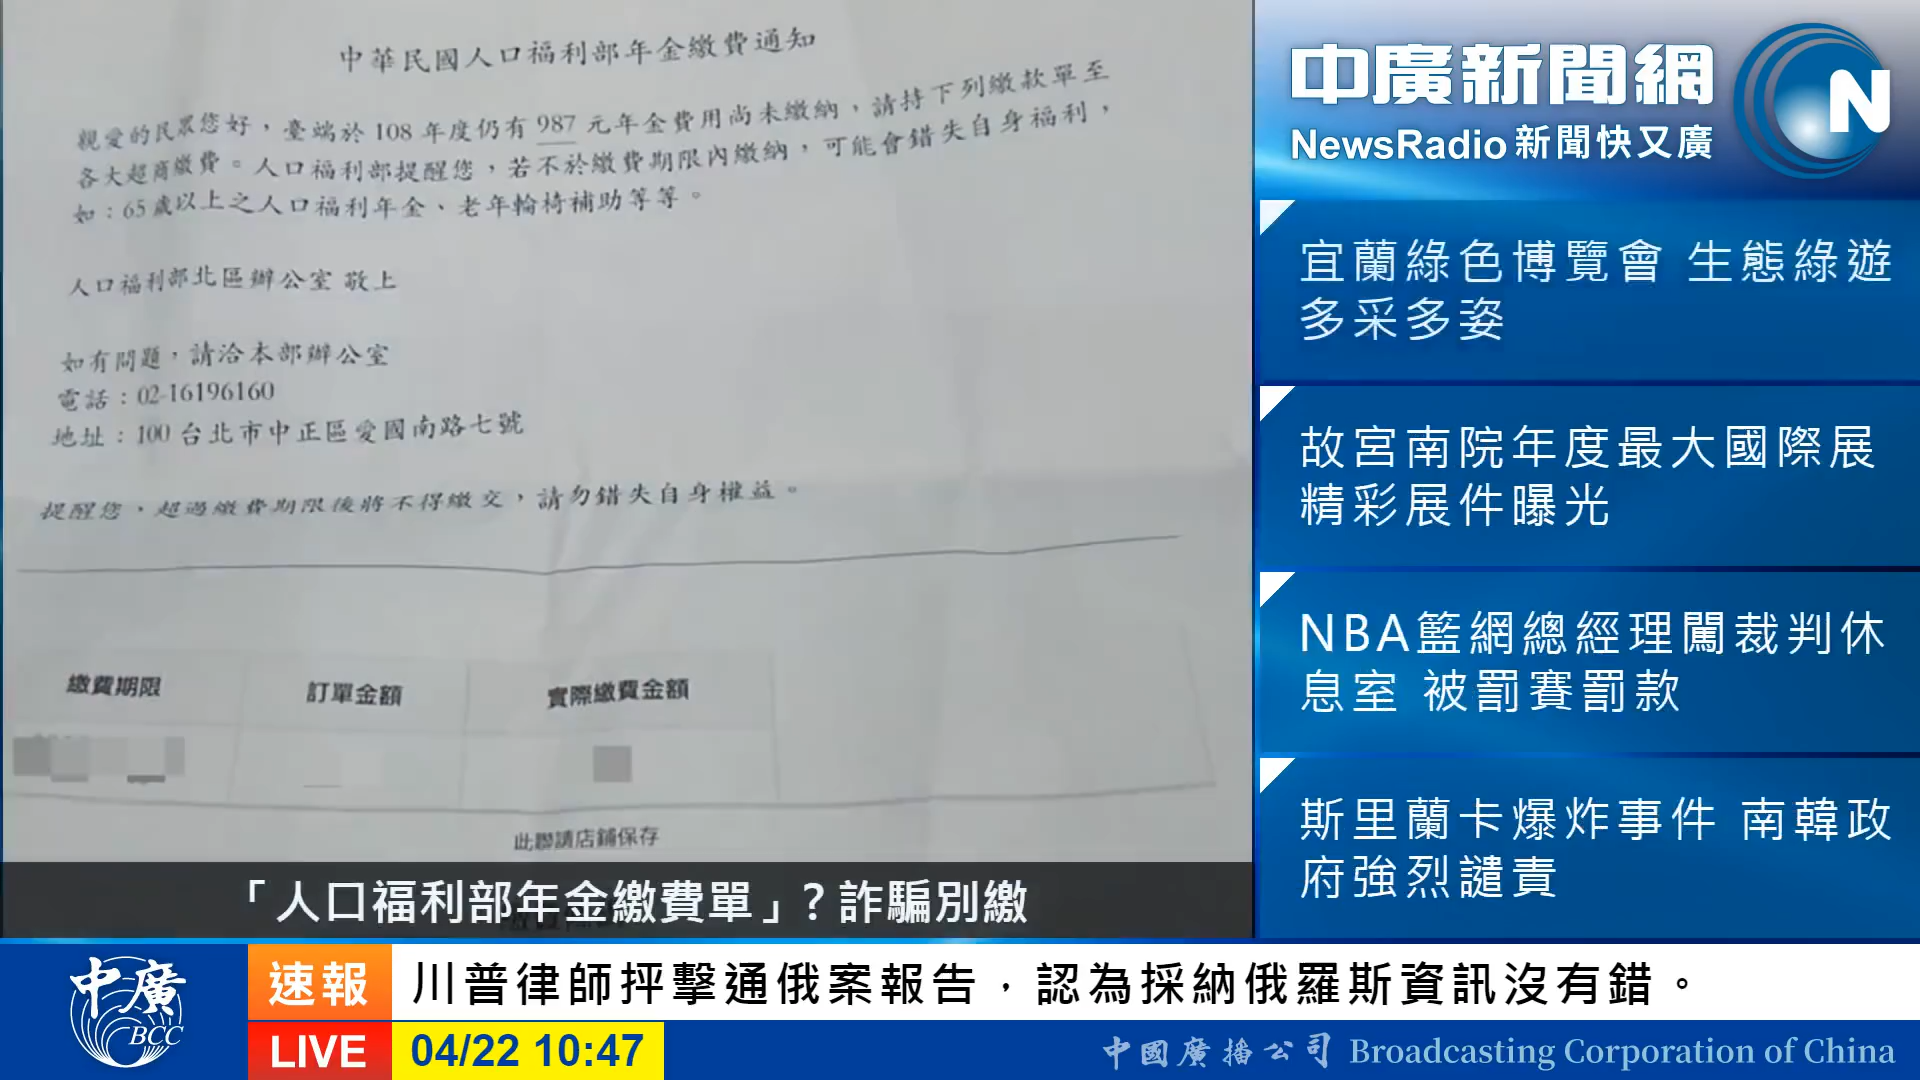 中華民國人口福利部年金繳費通知
親愛的民眾您好，臺端於 108 年度仍有 987 元年金費用尚未繳納，請持下列繳款單至
各大超商繳費。人口福利部提醒您，若不於繳費期限內繳納，可能會錯失自身福利，
如：65 歲以上之人口福利年金、老年輪椅補助等等。
人口福利部北區辦公室 敬上
如有問題，請洽本部辦公室
電話：02-16196160
地址：100 台北市中正區愛國南路七號
提醒您，超過繳費期限後將不得繳交，請勿錯失自身權益。
繳費期限 訂單金額 實際繳費金額
此聯請店鋪保存
「人口福利部年金繳費單」? 詐騙別繳
中廣新聞網 N
NewsRadio 新聞快又廣
宜蘭綠色博覽會 生態綠遊
多采多姿
故宮南院年度最大國際展
精彩展件曝光
NBA籃網總經理闖裁判休
息室 被罰賽罰款
斯里蘭卡爆炸事件 南韓政
府強烈譴責
中廣
BCC
速報 川普律師抨擊通俄案報告，認為採納俄羅斯資訊沒有錯。
LIVE 04/22 10:47
中國廣播公司 Broadcasting Corporation of China